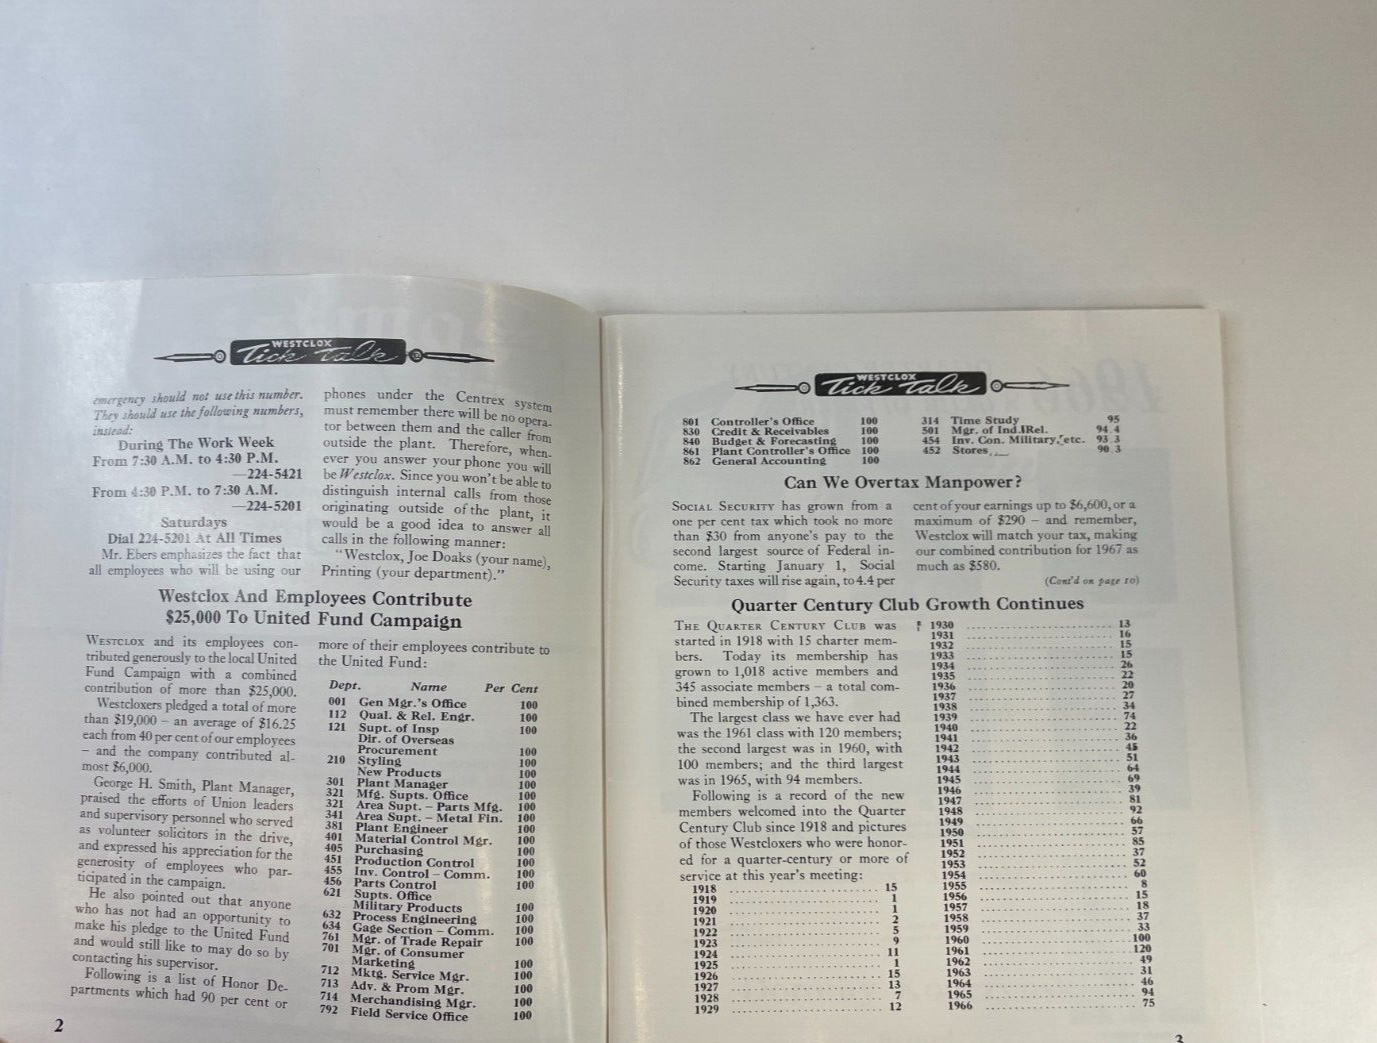 WESTCLOX
Tick Talk
emergency should not use this number.
They should use the following numbers,
instead:
During The Work Week
From 7:30 A.M. to 4:30 P.M.
—224-5421
From 4:30 P.M. to 7:30 A.M.
—224-5201
Saturdays
Dial 224-5201 At All Times
Mr. Ebers emphasizes the fact that
all employees who will be using our
phones under the Centrex system
must remember there will be no opera-
tor between them and the caller from
outside the plant. Therefore, when-
ever you answer your phone you will
be Westclox. Since you won't be able to
distinguish internal calls from those
originating outside of the plant, it
would be a good idea to answer all
calls in the following manner:
"Westclox, Joe Doaks (your name),
Printing (your department)."
Westclox And Employees Contribute
$25,000 To United Fund Campaign
WESTCLOX and its employees con-
tributed generously to the local United
Fund Campaign with a combined
contribution of more than $25,000.
Westcloxers pledged a total of more
than $19,000 – an average of $16.25
each from 40 per cent of our employees
– and the company contributed al-
most $6,000.
George H. Smith, Plant Manager,
praised the efforts of Union leaders
and supervisory personnel who served
as volunteer solicitors in the drive,
and expressed his appreciation for the
generosity of employees who par-
ticipated in the campaign.
He also pointed out that anyone
who has not had an opportunity to
make his pledge to the United Fund
and would still like to may do so by
contacting his supervisor.
Following is a list of Honor De-
partments which had 90 per cent or
more of their employees contribute to
the United Fund:
Dept. Name Per Cent
001 Gen Mgr.'s Office 100
112 Qual. & Rel. Engr. 100
121 Supt. of Insp 100
Dir. of Overseas
Procurement 100
210 Styling 100
New Products 100
301 Plant Manager 100
321 Mfg. Supts. Office 100
321 Area Supt. – Parts Mfg. 100
341 Area Supt. – Metal Fin. 100
381 Plant Engineer 100
401 Material Control Mgr. 100
405 Purchasing 100
451 Production Control 100
455 Inv. Control – Comm. 100
456 Parts Control 100
621 Supts. Office
Military Products 100
632 Process Engineering 100
634 Gage Section – Comm. 100
761 Mgr. of Trade Repair 100
701 Mgr. of Consumer
Marketing 100
712 Mktg. Service Mgr. 100
713 Adv. & Prom Mgr. 100
714 Merchandising Mgr. 100
792 Field Service Office 100
2
WESTCLOX
Tick Talk
801 Controller's Office 100
830 Credit & Receivables 100
840 Budget & Forecasting 100
861 Plant Controller's Office 100
862 General Accounting 100
314 Time Study 95
501 Mgr. of Ind. Rel. 94.4
454 Inv. Con. Military, etc. 93.3
452 Stores 90.3
Can We Overtax Manpower?
SOCIAL SECURITY has grown from a
one per cent tax which took no more
than $30 from anyone's pay to the
second largest source of Federal in-
come. Starting January 1, Social
Security taxes will rise again, to 4.4 per
cent of your earnings up to $6,600, or a
maximum of $290 – and remember,
Westclox will match your tax, making
our combined contribution for 1967 as
much as $580.
(Cont'd on page 10)
Quarter Century Club Growth Continues
THE QUARTER CENTURY CLUB was
started in 1918 with 15 charter mem-
bers. Today its membership has
grown to 1,018 active members and
345 associate members – a total com-
bined membership of 1,363.
The largest class we have ever had
was the 1961 class with 120 members;
the second largest was in 1960, with
100 members; and the third largest
was in 1965, with 94 members.
Following is a record of the new
members welcomed into the Quarter
Century Club since 1918 and pictures
of those Westcloxers who were honor-
ed for a quarter-century or more of
service at this year's meeting:
1918 15
1919 1
1920 1
1921 2
1922 5
1923 9
1924 11
1925 1
1926 15
1927 13
1928 7
1929 12
1930 13
1931 16
1932 15
1933 15
1934 26
1935 22
1936 20
1937 27
1938 34
1939 74
1940 22
1941 36
1942 45
1943 51
1944 64
1945 69
1946 39
1947 81
1948 92
1949 66
1950 57
1951 85
1952 37
1953 52
1954 60
1955 8
1956 15
1957 18
1958 37
1959 33
1960 100
1961 120
1962 49
1963 31
1964 46
1965 94
1966 75
3